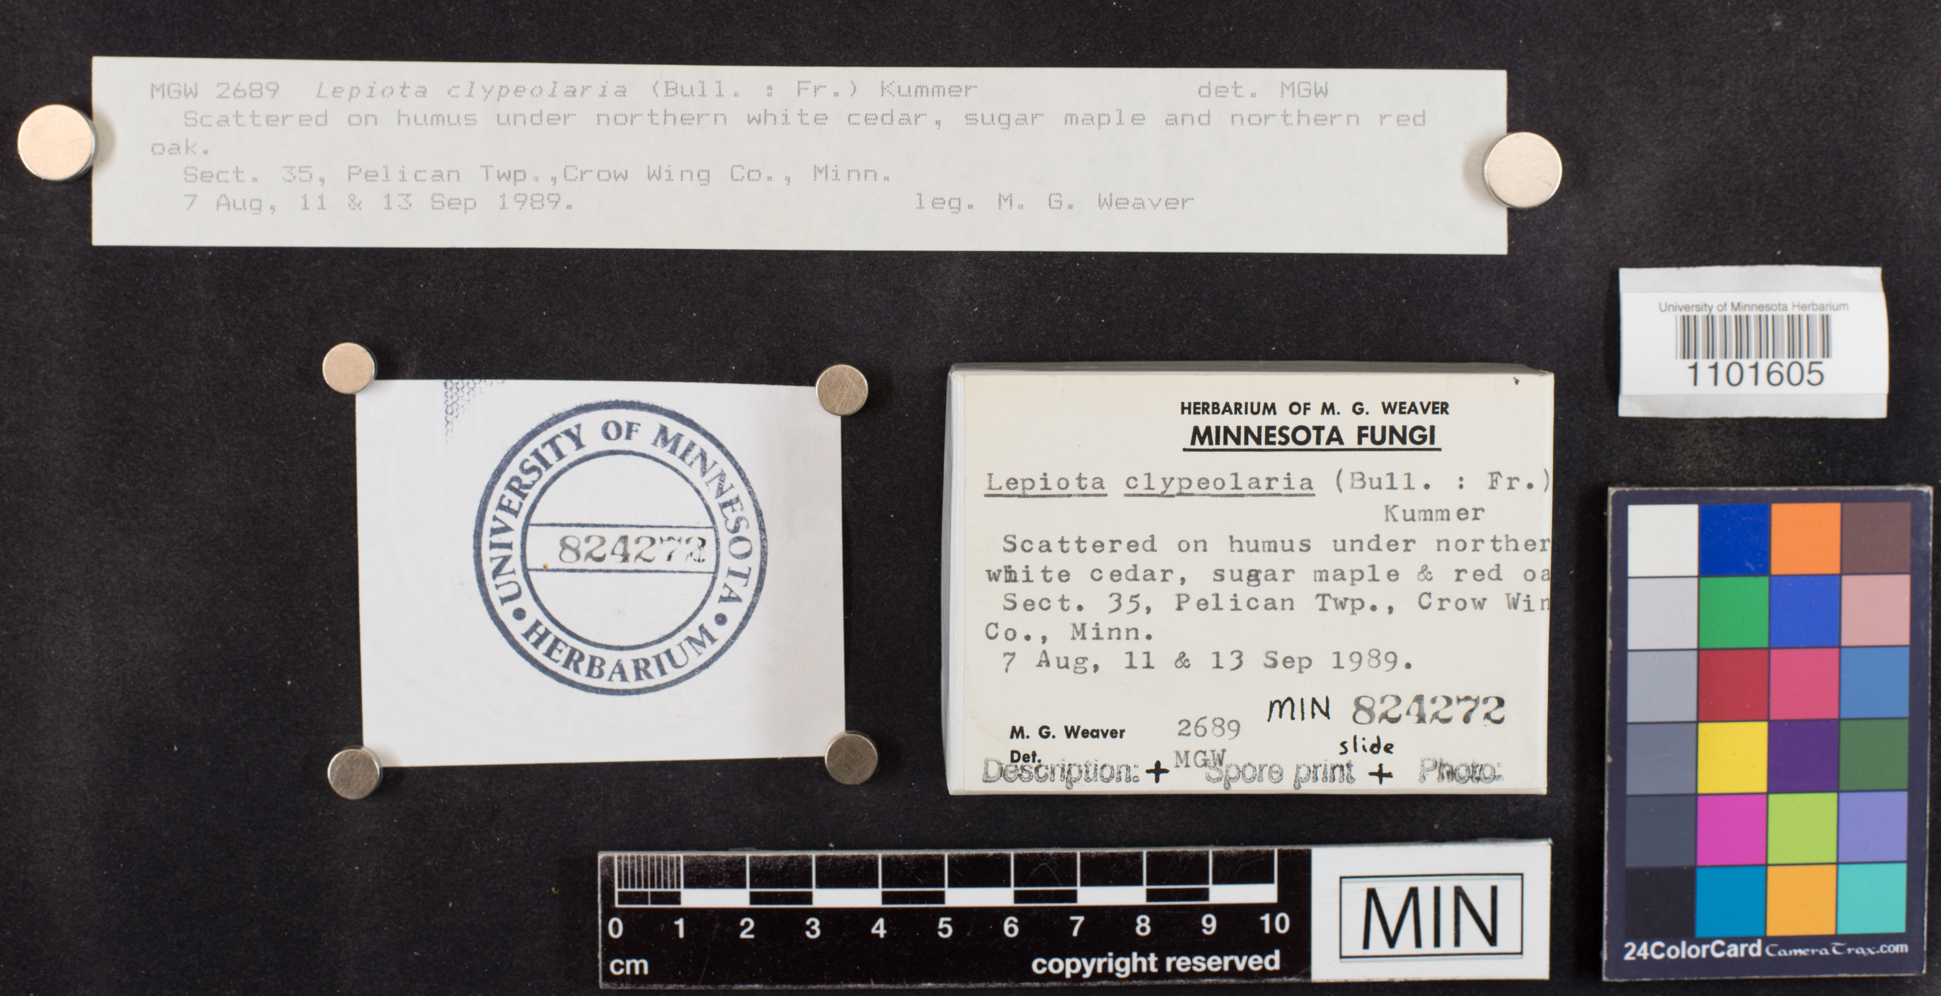 MGW 2689 Lepiota clypeolaria (Bull. : Fr.) Kummer det. MGW
Scattered on humus under northern white cedar, sugar maple and northern red
oak.
Sect. 35, Pelican Twp.,Crow Wing Co., Minn.
7 Aug, 11 & 13 Sep 1989. leg. M. G. Weaver
University of Minnesota Herbarium
1101605
UNIVERSITY OF MINNESOTA
824272
• HERBARIUM •
HERBARIUM OF M. G. WEAVER
MINNESOTA FUNGI
Lepiota clypeolaria (Bull. : Fr.)
Kummer
Scattered on humus under norther
white cedar, sugar maple & red oa
Sect. 35, Pelican Twp., Crow Win
Co., Minn.
7 Aug, 11 & 13 Sep 1989.
MIN 824272
M. G. Weaver 2689
slide
Det. MGW
Description: + Spore print + Photo:
0 1 2 3 4 5 6 7 8 9 10
cm copyright reserved
MIN
24ColorCard CameraTrax.com